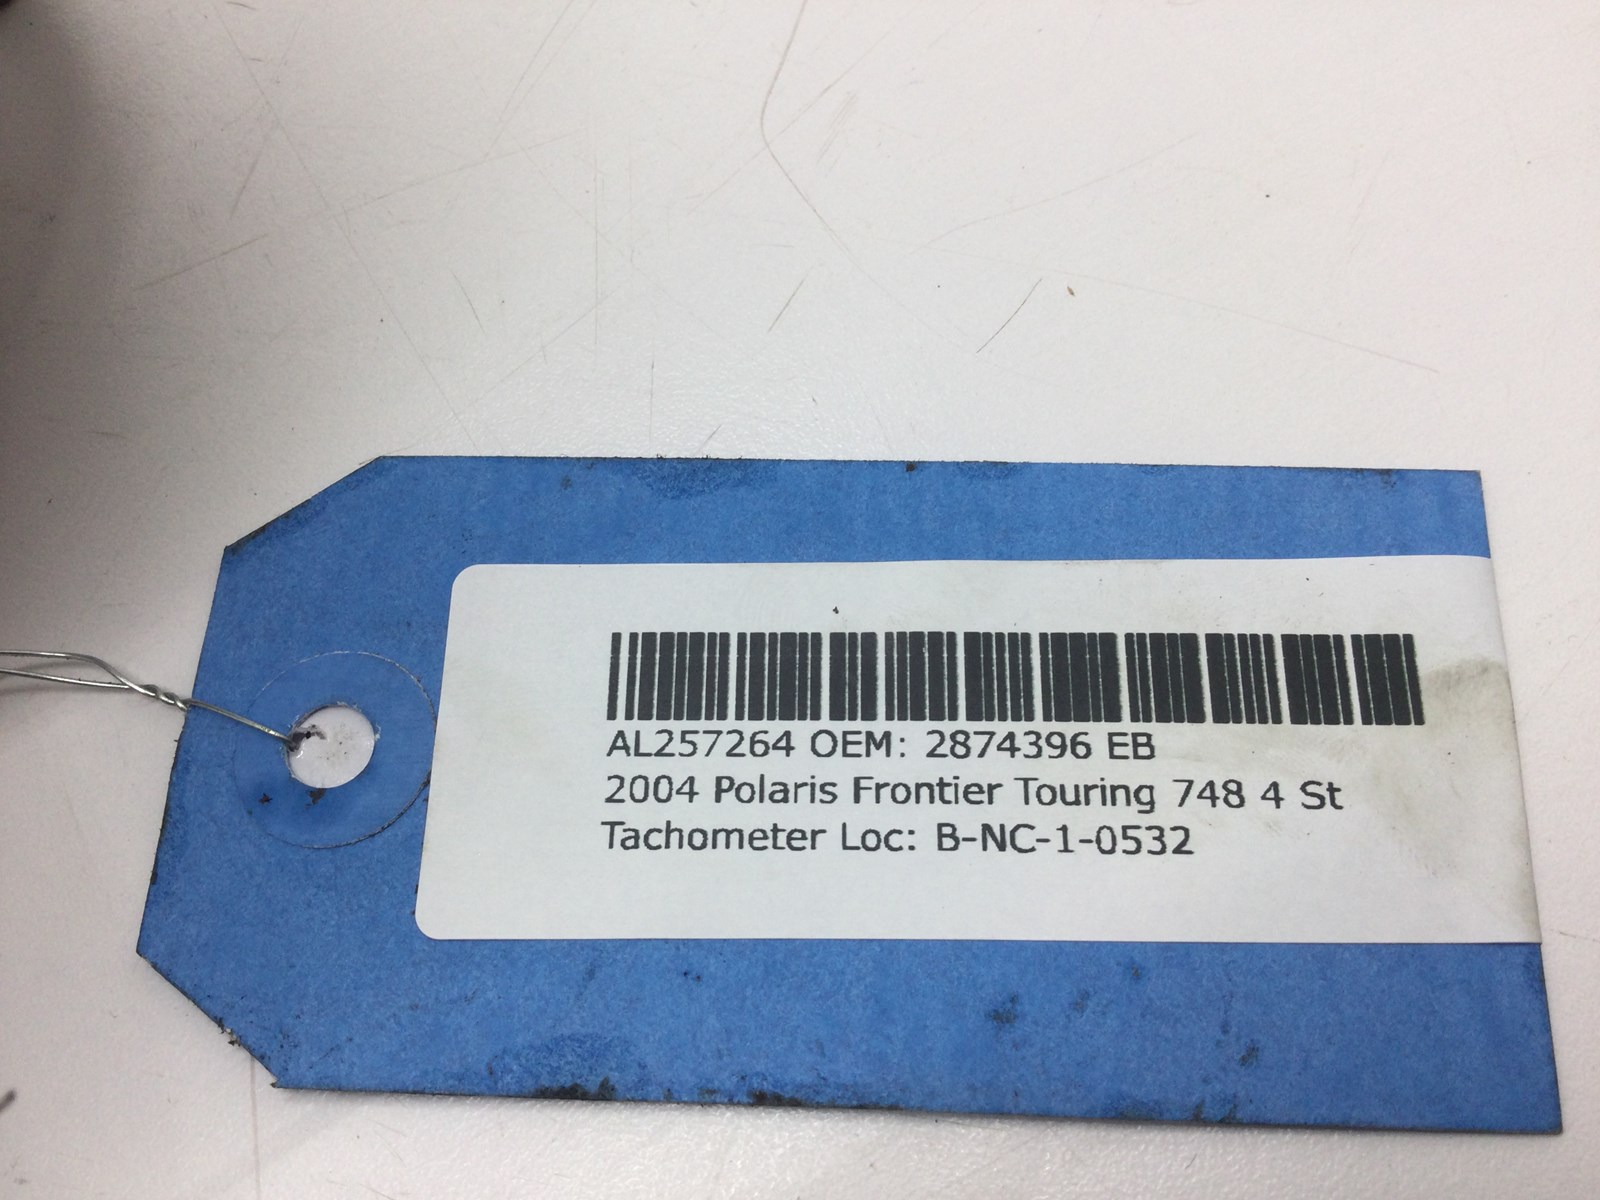 AL257264 OEM: 2874396 EB
2004 Polaris Frontier Touring 748 4 St
Tachometer Loc: B-NC-1-0532